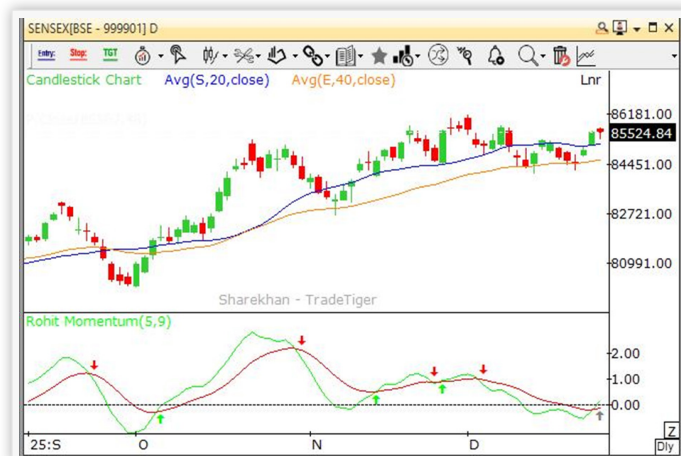 SENSEX[BSE - 999901] D
Entry: Stop: TGT
Candlestick Chart Avg(S,20,close) Avg(E,40,close) Lnr
86181.00
85524.84
84451.00
82721.00
80991.00
Sharekhan - TradeTiger
Rohit Momentum(5,9)
2.00
1.00
0.00
Z
25:S O N D Dly